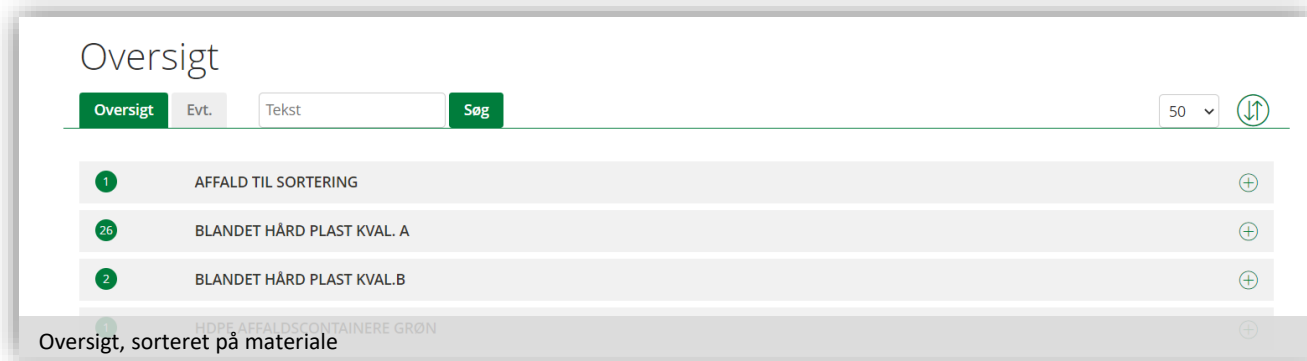 Oversigt
Oversigt Evt. Tekst Søg 50
1 AFFALD TIL SORTERING
26 BLANDET HÅRD PLAST KVAL. A
2 BLANDET HÅRD PLAST KVAL.B
1 HDPE AFFALDSCONTAINERE GRØN
Oversigt, sorteret på materiale